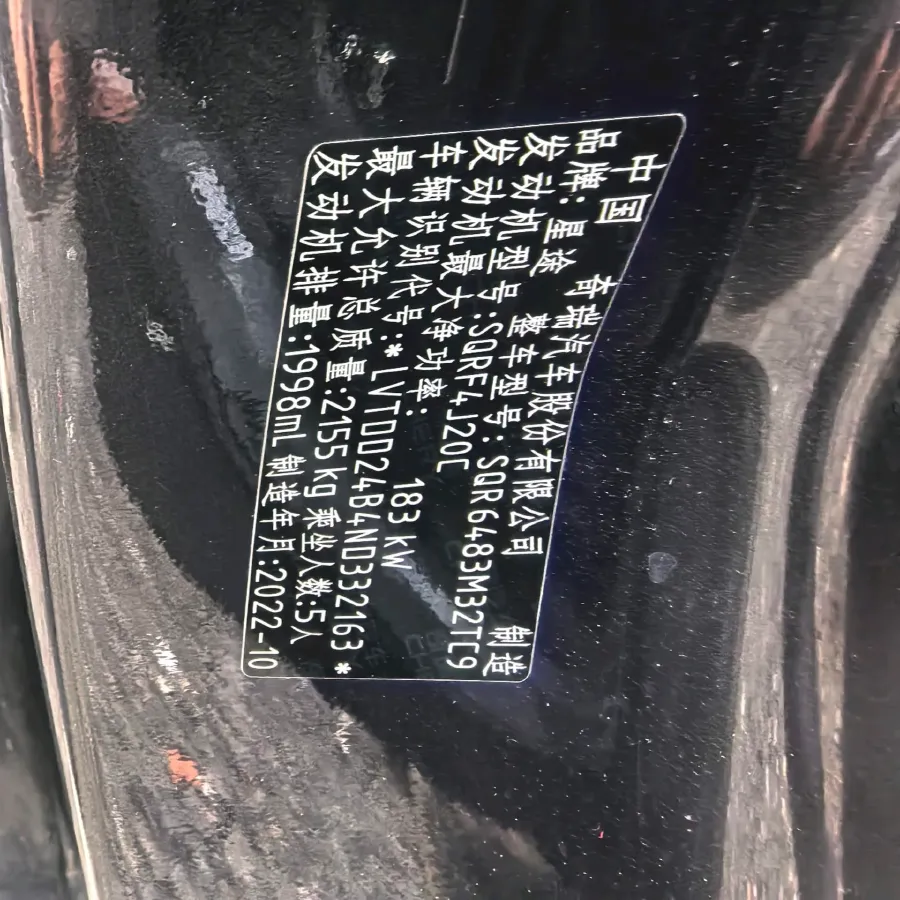 中国 奇瑞汽车股份有限公司 制造
品牌:星途 整车型号:SQR6483M32TC9
发动机型号:SQRF4J20C
发动机最大净功率: 183 kW
车辆识别代号:*LVTDD24B4ND332163*
最大允许总质量:2155kg 乘坐人数:5人
发动机排量:1998mL 制造年月:2022-10